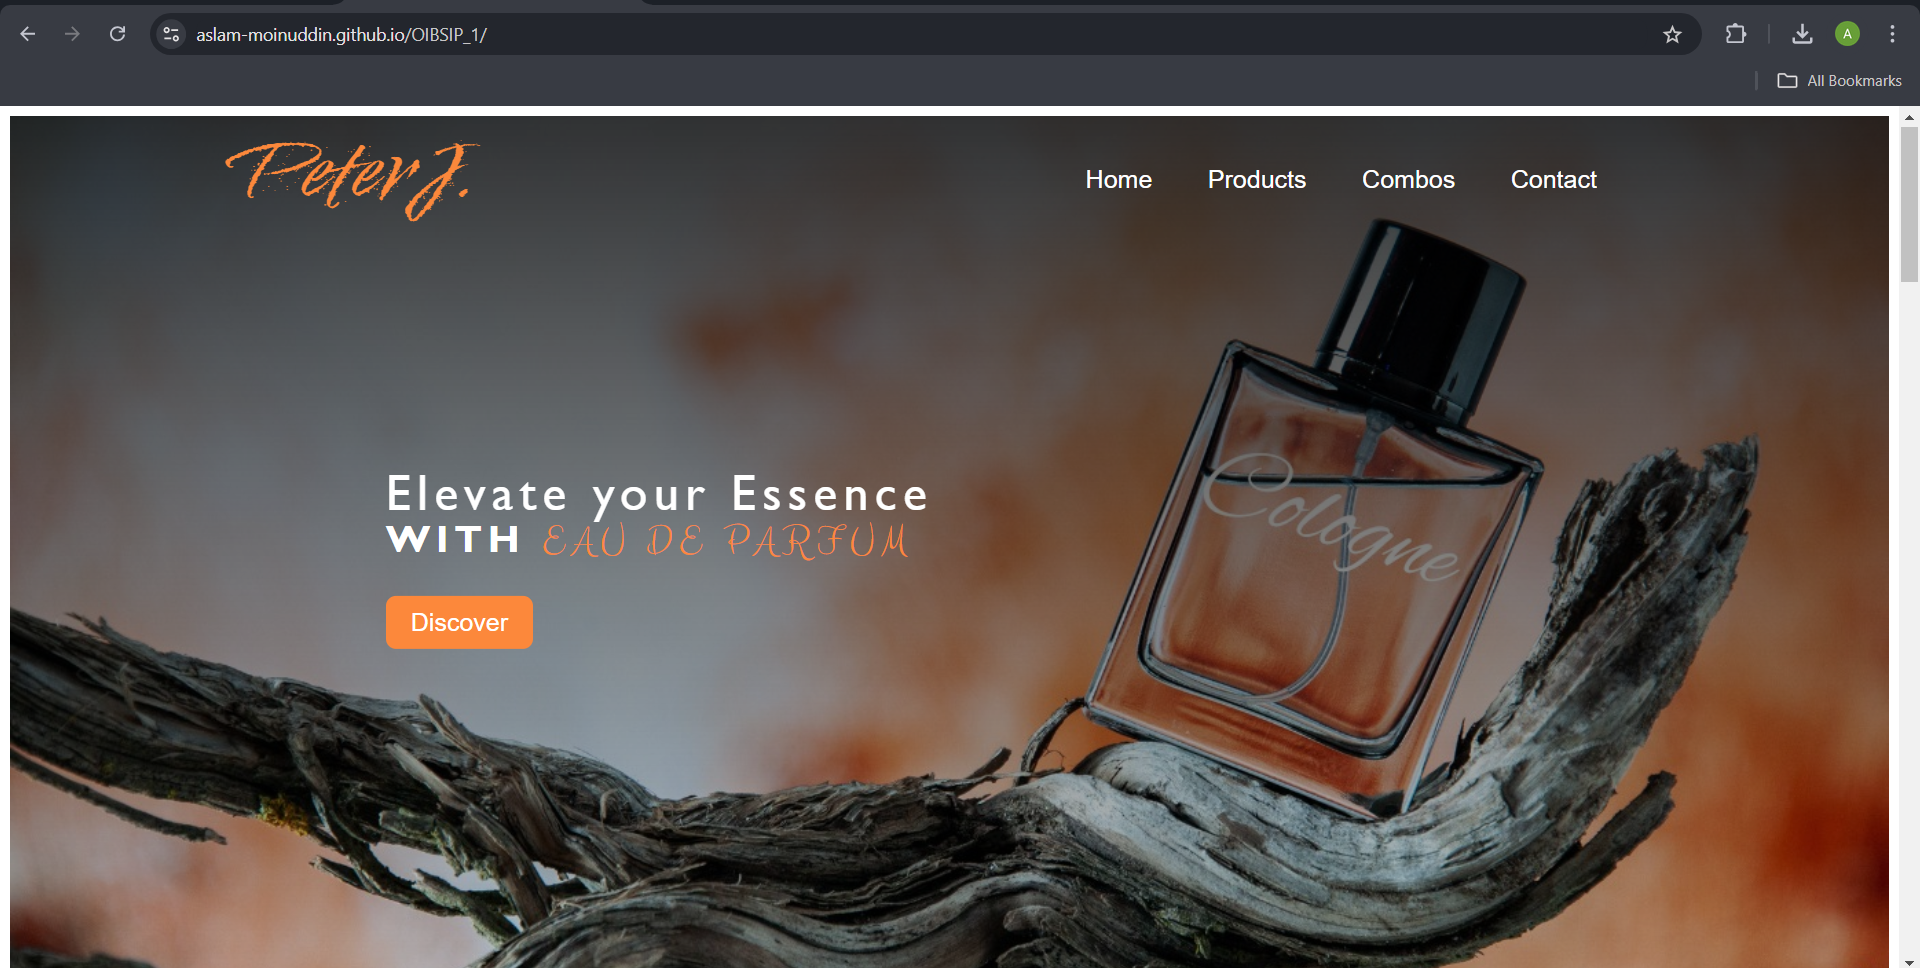 aslam-moinuddin.github.io/OIBSIP_1/
A
All Bookmarks
Peter J.
Home Products Combos Contact
Cologne
Elevate your Essence
WITH EAU DE PARFUM
Discover